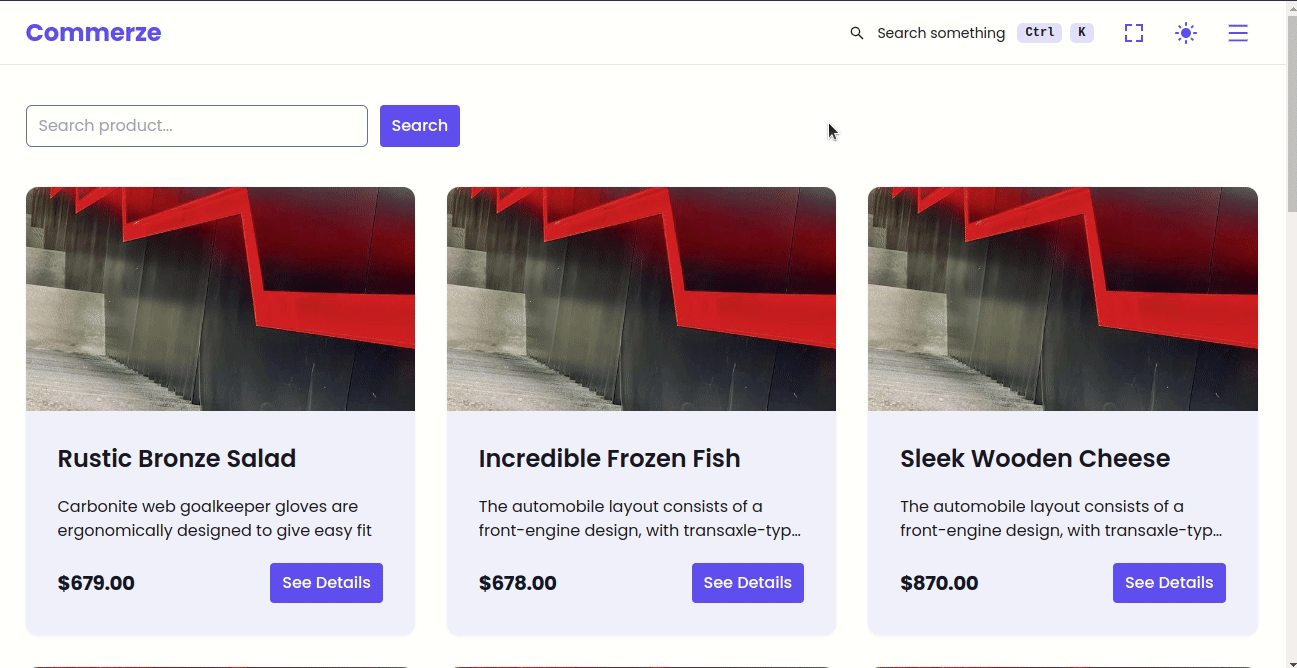 Commerze
Search something Ctrl K
Search product...
Search
Rustic Bronze Salad
Carbonite web goalkeeper gloves are
ergonomically designed to give easy fit
$679.00
See Details
Incredible Frozen Fish
The automobile layout consists of a
front-engine design, with transaxle-typ...
$678.00
See Details
Sleek Wooden Cheese
The automobile layout consists of a
front-engine design, with transaxle-typ...
$870.00
See Details